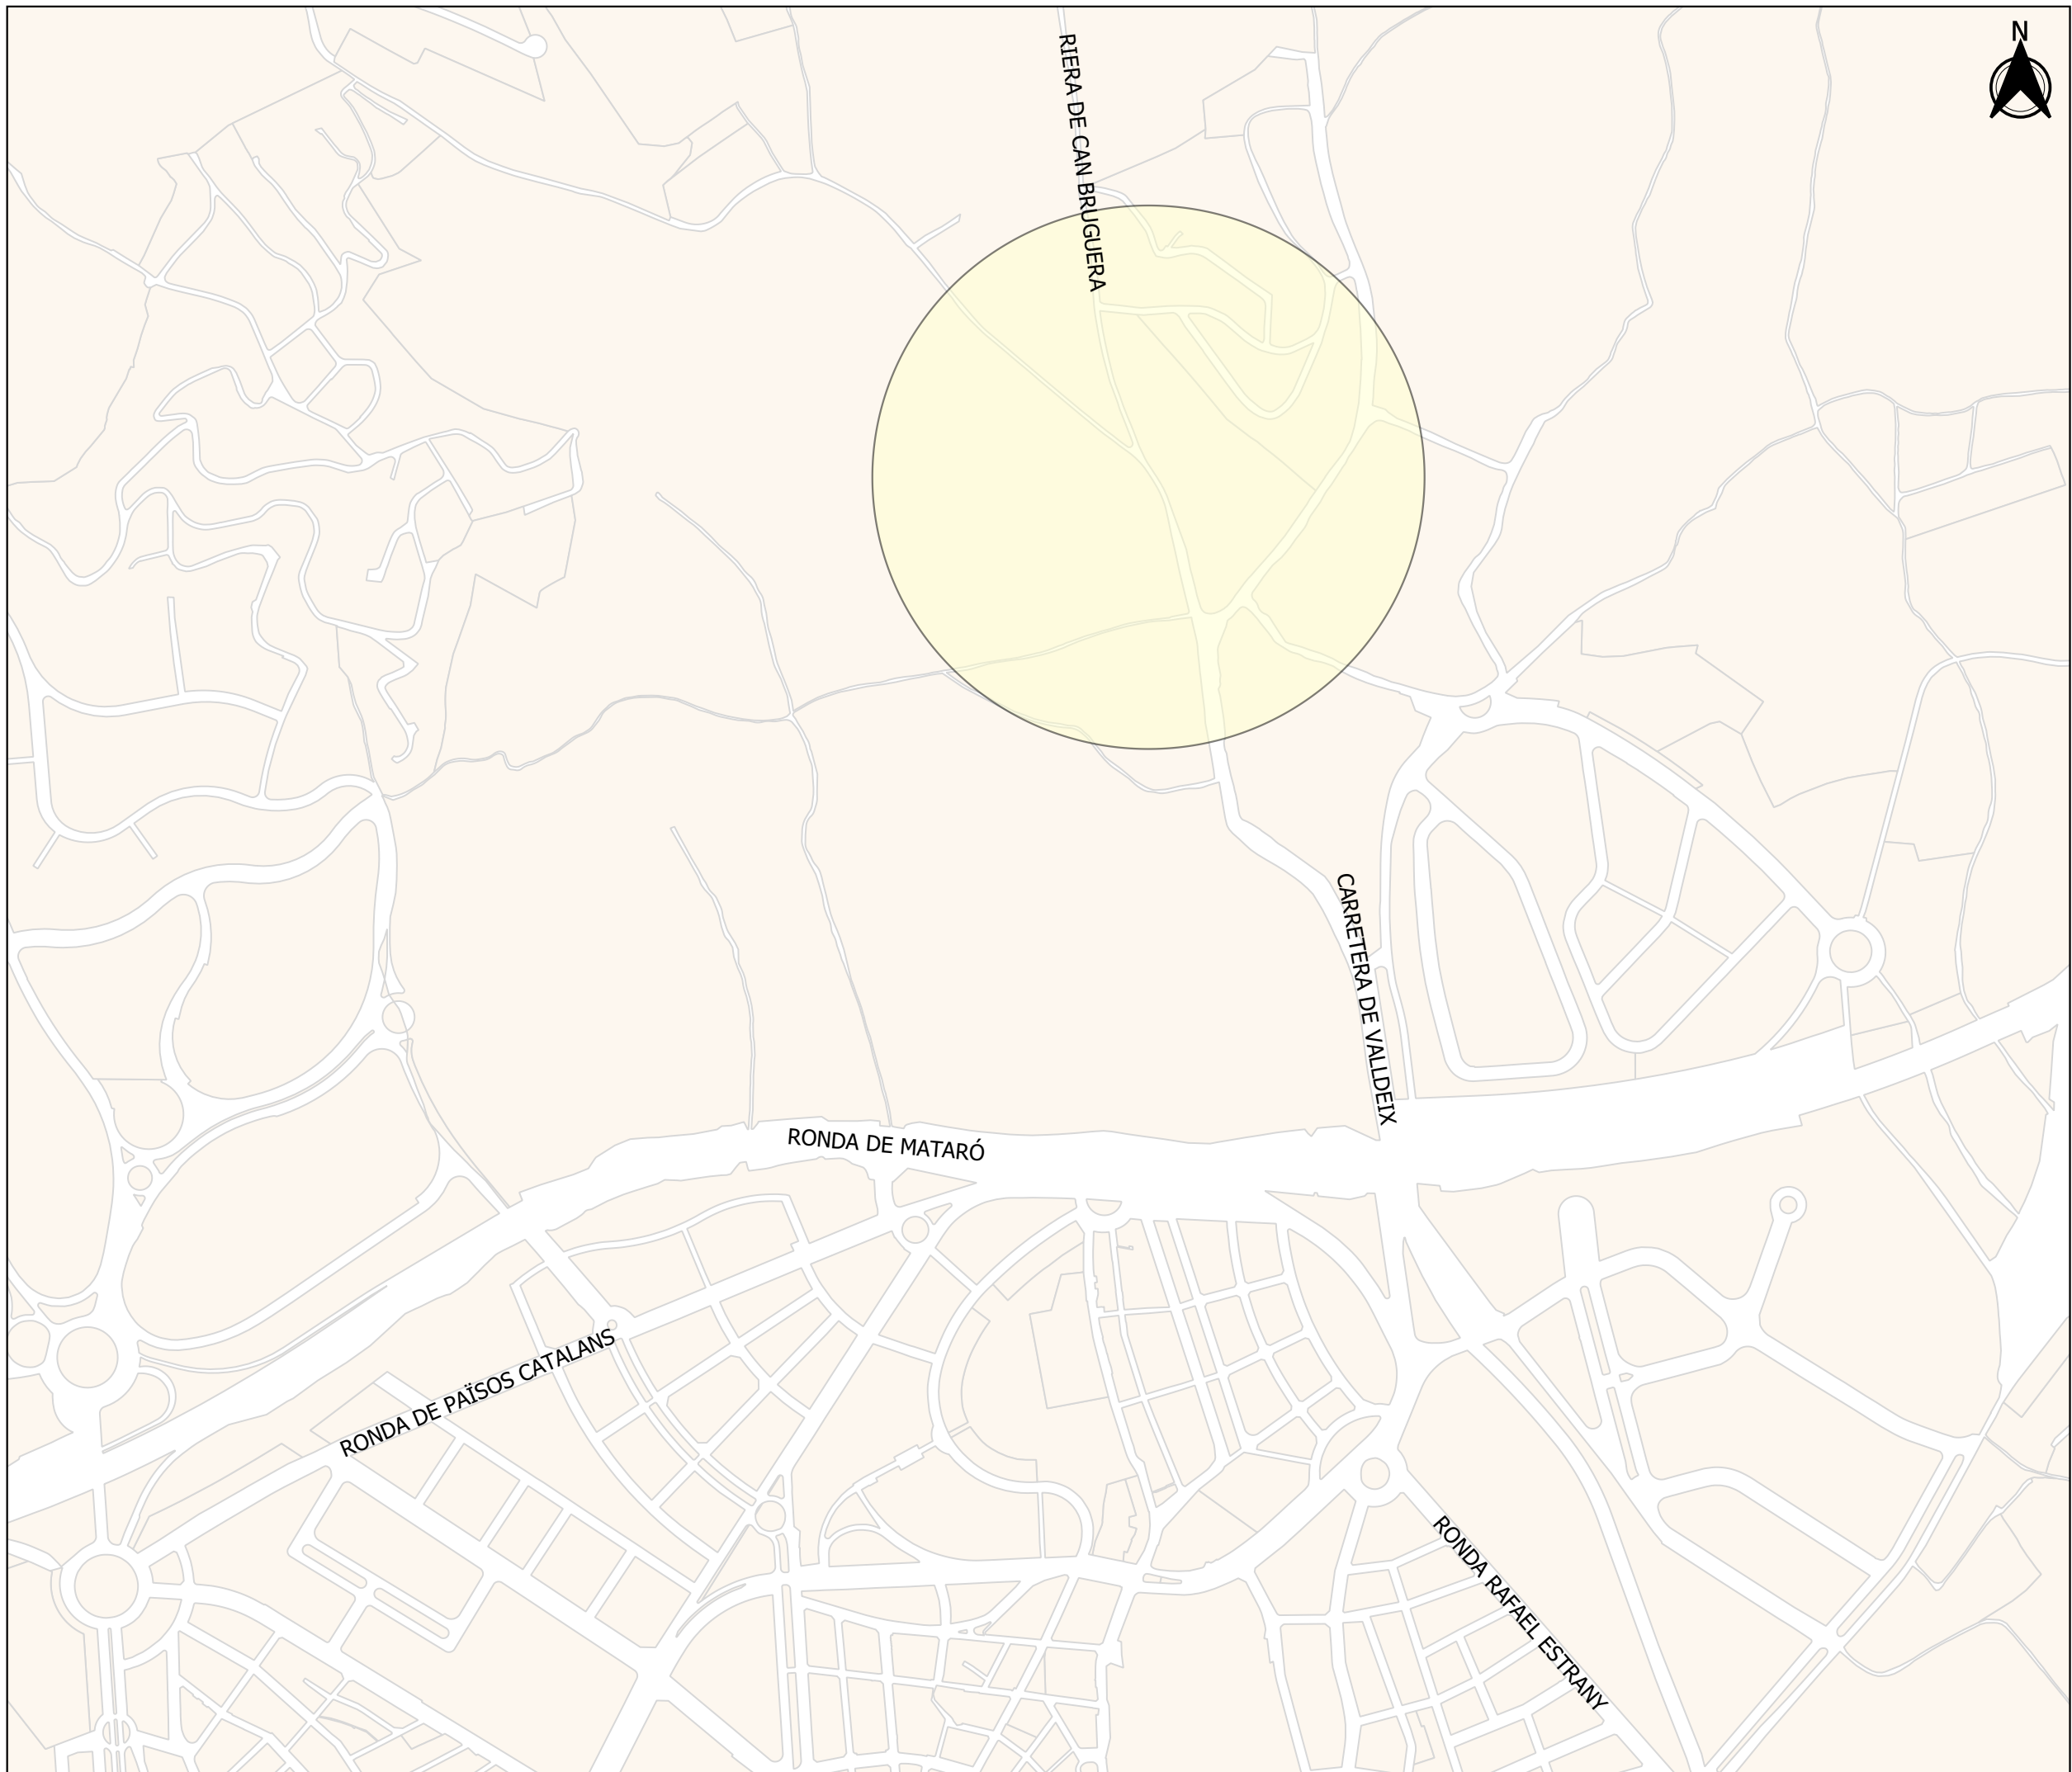 N
RIERA DE CAN BRUGUERA
CARRETERA DE VALLDEIX
RONDA DE MATARÓ
RONDA DE PAÏSOS CATALANS
RONDA RAFAEL ESTRANY